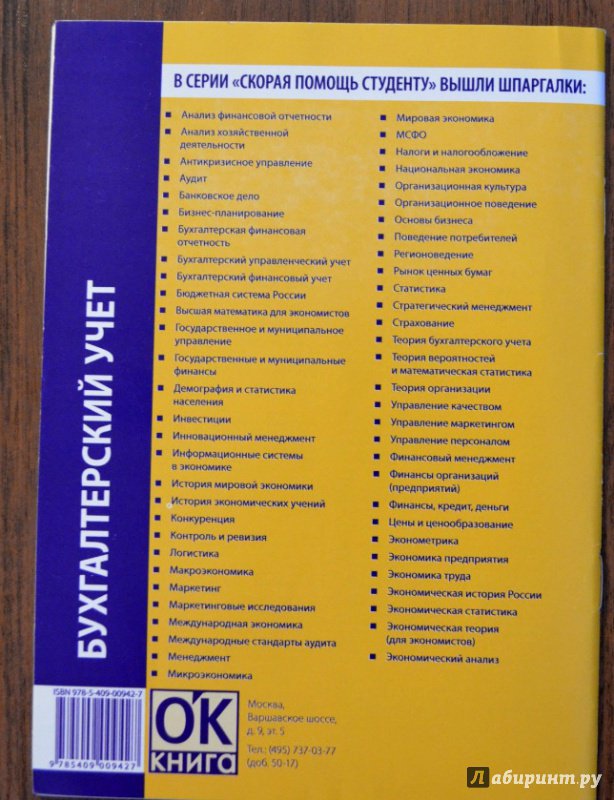 В СЕРИИ «СКОРАЯ ПОМОЩЬ СТУДЕНТУ» ВЫШЛИ ШПАРГАЛКИ:
Анализ финансовой отчетности
Анализ хозяйственной
деятельности
Антикризисное управление
Аудит
Банковское дело
Бизнес-планирование
Бухгалтерская финансовая
отчетность
Бухгалтерский управленческий учет
Бухгалтерский финансовый учет
Бюджетная система России
Высшая математика для экономистов
Государственное и муниципальное
управление
Государственные и муниципальные
финансы
Демография и статистика
населения
Инвестиции
Инновационный менеджмент
Информационные системы
в экономике
История мировой экономики
История экономических учений
Конкуренция
Контроль и ревизия
Логистика
Макроэкономика
Маркетинг
Маркетинговые исследования
Международная экономика
Международные стандарты аудита
Менеджмент
Микроэкономика
Мировая экономика
МСФО
Налоги и налогообложение
Национальная экономика
Организационная культура
Организационное поведение
Основы бизнеса
Поведение потребителей
Регионоведение
Рынок ценных бумаг
Статистика
Стратегический менеджмент
Страхование
Теория бухгалтерского учета
Теория вероятностей
и математическая статистика
Теория организации
Управление качеством
Управление маркетингом
Управление персоналом
Финансовый менеджмент
Финансы организаций
(предприятий)
Финансы, кредит, деньги
Цены и ценообразование
Эконометрика
Экономика предприятия
Экономика труда
Экономическая история России
Экономическая статистика
Экономическая теория
(для экономистов)
Экономический анализ
БУХГАЛТЕРСКИЙ УЧЕТ
ISBN 978-5-409-00942-7
9 785409 009427
О'К
КНИГА
Москва,
Варшавское шоссе,
д. 9, эт. 5
Тел.: (495) 737-03-77
(доб. 50-17)
Лабиринт.ру